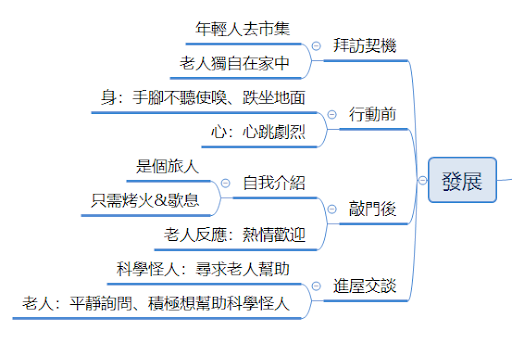 年輕人去市集
拜訪契機
老人獨自在家中
身：手腳不聽使喚、跌坐地面
行動前
心：心跳劇烈
是個旅人
自我介紹
只需烤火&歇息
發展
敲門後
老人反應：熱情歡迎
科學怪人：尋求老人幫助
進屋交談
老人：平靜詢問、積極想幫助科學怪人